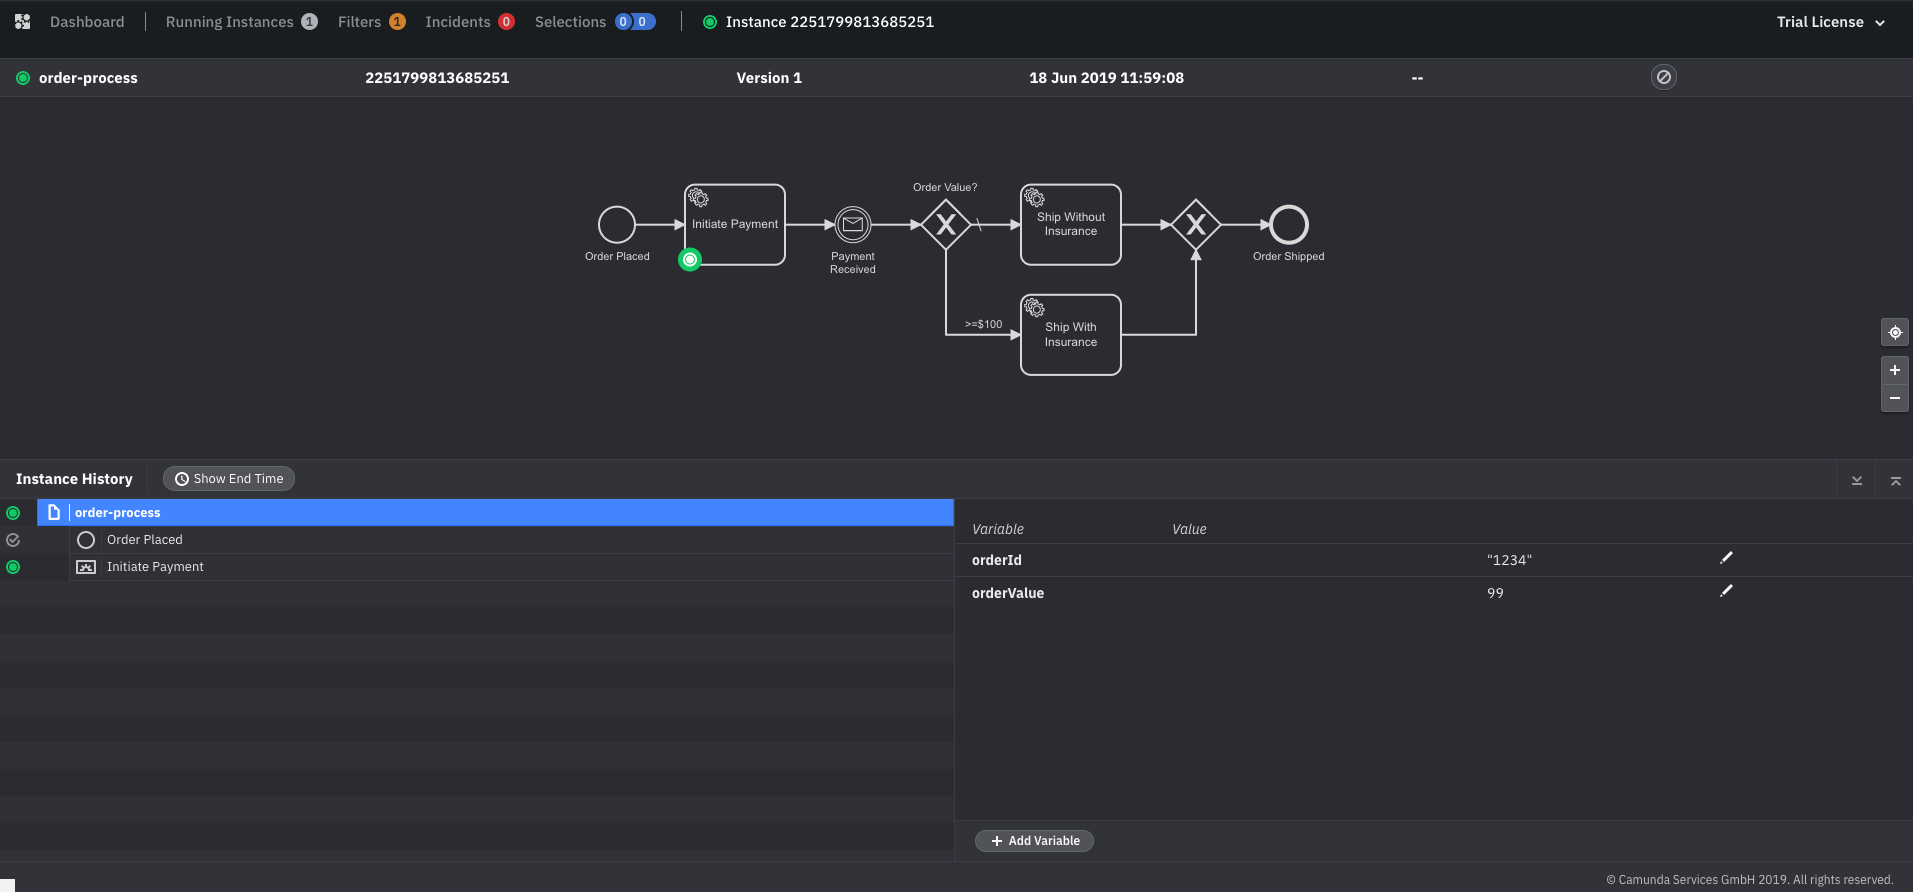 Dashboard Running Instances 1 Filters 1 Incidents 0 Selections 0 0 Instance 2251799813685251 Trial License
order-process 2251799813685251 Version 1 18 Jun 2019 11:59:08 --
Order Value?
Initiate Payment
Ship Without
Insurance
Order Placed
Payment
Received
Order Shipped
>=$100
Ship With
Insurance
Instance History Show End Time
order-process
Order Placed
Initiate Payment
Variable Value
orderId "1234"
orderValue 99
+ Add Variable
© Camunda Services GmbH 2019. All rights reserved.